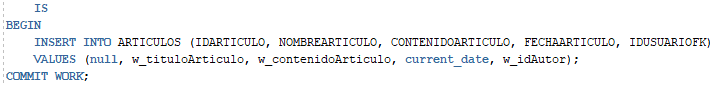 IS
BEGIN
INSERT INTO ARTICULOS (IDARTICULO, NOMBREARTICULO, CONTENIDOARTICULO, FECHAARTICULO, IDUSUARIOFK)
VALUES (null, w_tituloArticulo, w_contenidoArticulo, current_date, w_idAutor);
COMMIT WORK;